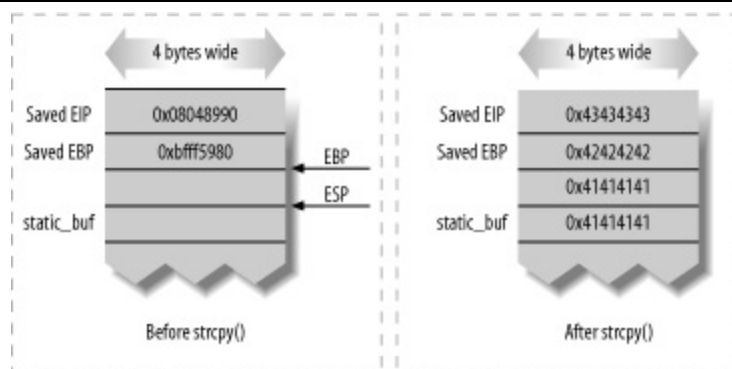 4 bytes wide
Saved EIP 0x08048990
Saved EBP 0xbfff5980
EBP
ESP
static_buf
Before strcpy()
4 bytes wide
Saved EIP 0x43434343
Saved EBP 0x42424242
0x41414141
static_buf 0x41414141
After strcpy()